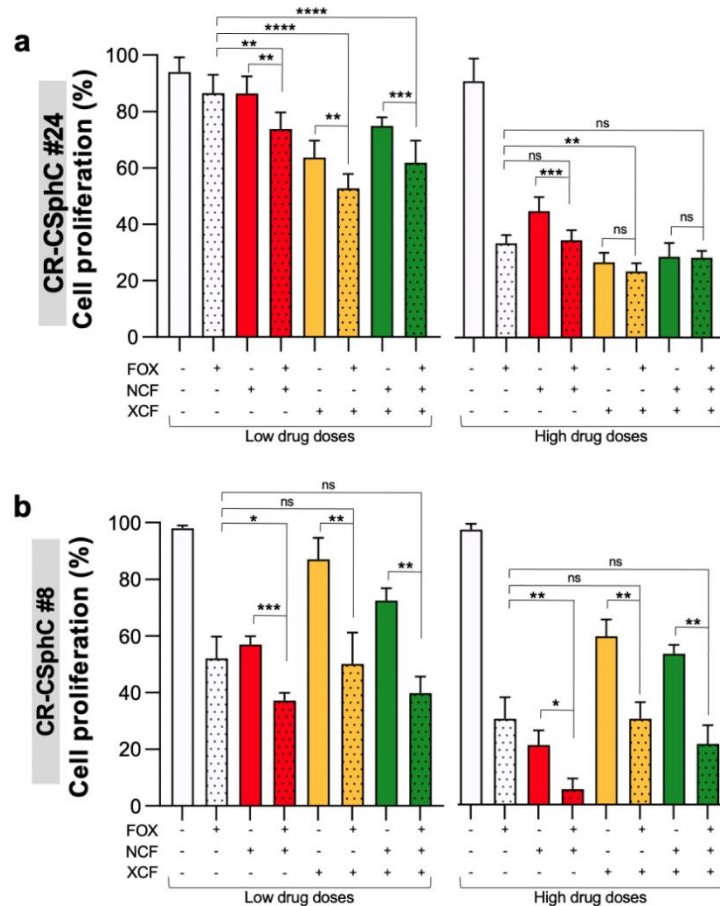 a
CR-CSphC #24
Cell proliferation (%)
100
80
60
40
20
0
****
****
**
**
**
***
ns
**
ns
***
ns
ns
FOX - + - + - + - + - + - + - + - +
NCF - - + + - - + + - - + + - - + +
XCF - - - - + + + + - - - - + + + +
Low drug doses High drug doses
b
CR-CSphC #8
Cell proliferation (%)
100
80
60
40
20
0
ns
ns
*
**
**
***
ns
ns
**
**
**
*
FOX - + - + - + - + - + - + - + - +
NCF - - + + - - + + - - + + - - + +
XCF - - - - + + + + - - - - + + + +
Low drug doses High drug doses